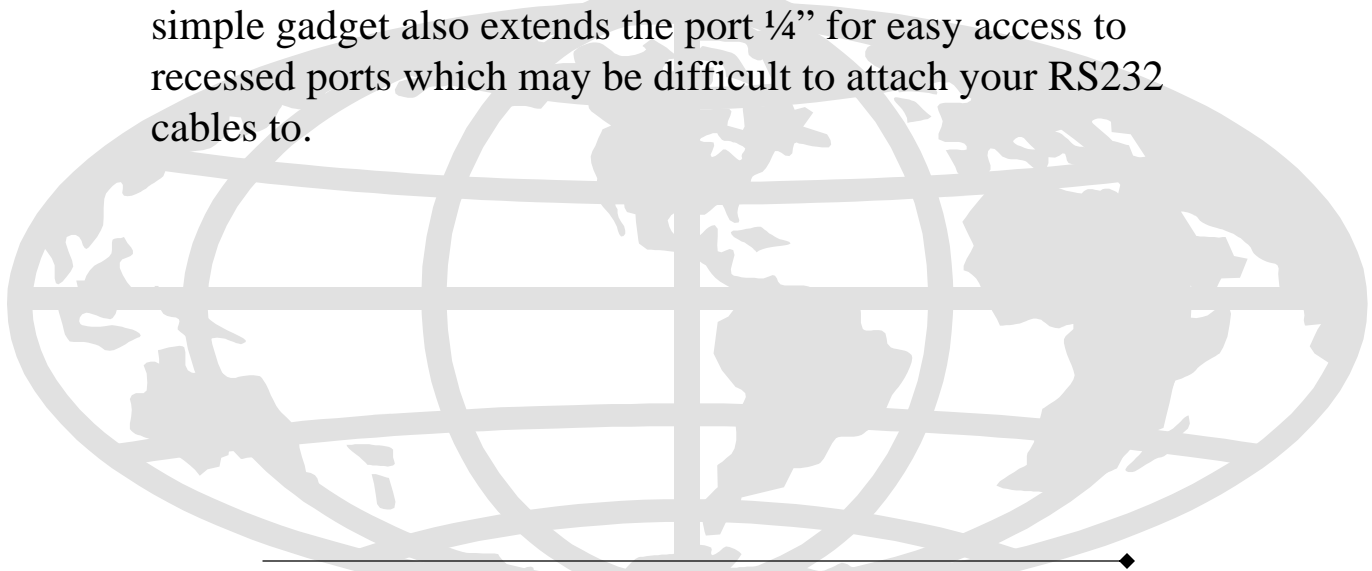 simple gadget also extends the port ¼” for easy access to
recessed ports which may be difficult to attach your RS232
cables to.